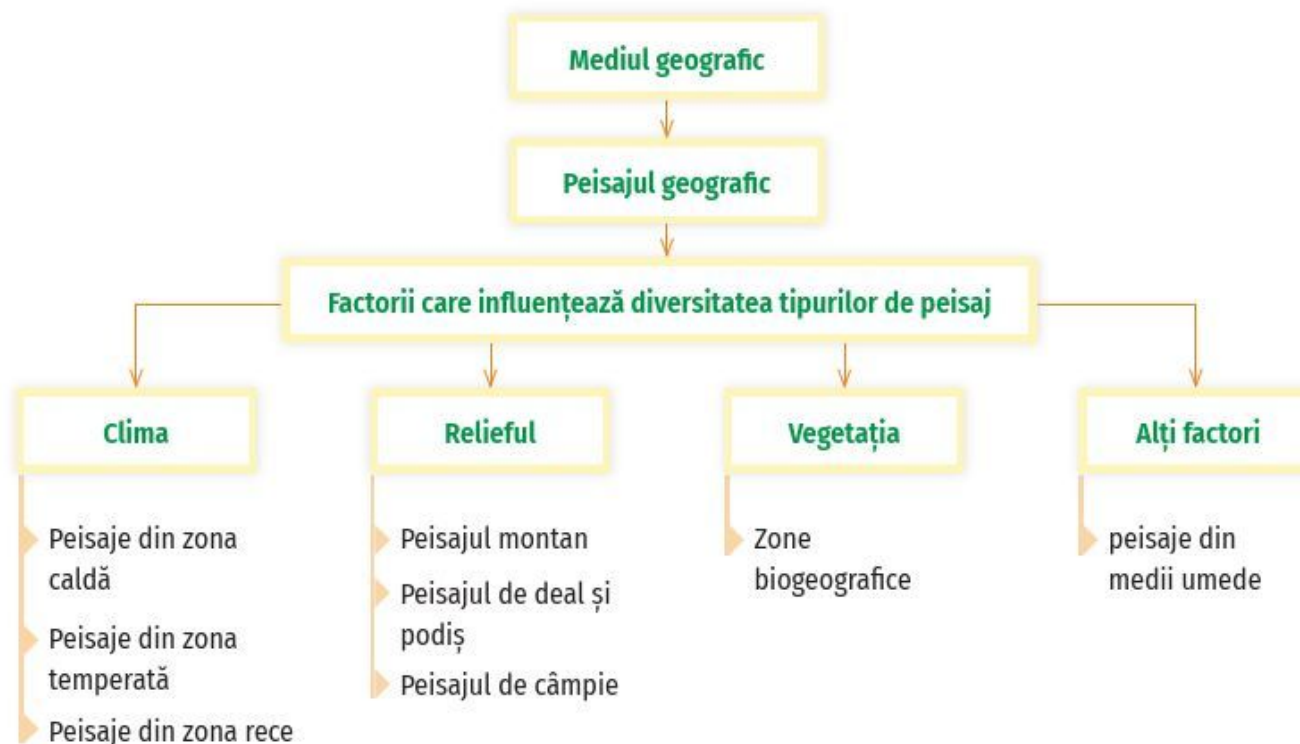 Mediul geografic
Peisajul geografic
Factorii care influențează diversitatea tipurilor de peisaj
Clima
Peisaje din zona
caldă
Peisaje din zona
temperată
Peisaje din zona rece
Relieful
Peisajul montan
Peisajul de deal și
podiș
Peisajul de câmpie
Vegetația
Zone
biogeografice
Alți factori
peisaje din
medii umede